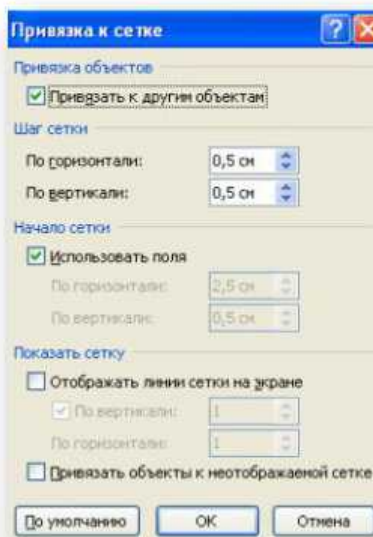 Привязка к сетке
Привязка объектов
Привязать к другим объектам
Шаг сетки
По горизонтали: 0,5 см
По вертикали: 0,5 см
Начало сетки
Использовать поля
По горизонтали: 2,5 см
По вертикали: 0,5 см
Показать сетку
Отображать линии сетки на экране
По вертикали: 1
По горизонтали: 1
Привязать объекты к неотображаемой сетке
По умолчанию ОК Отмена